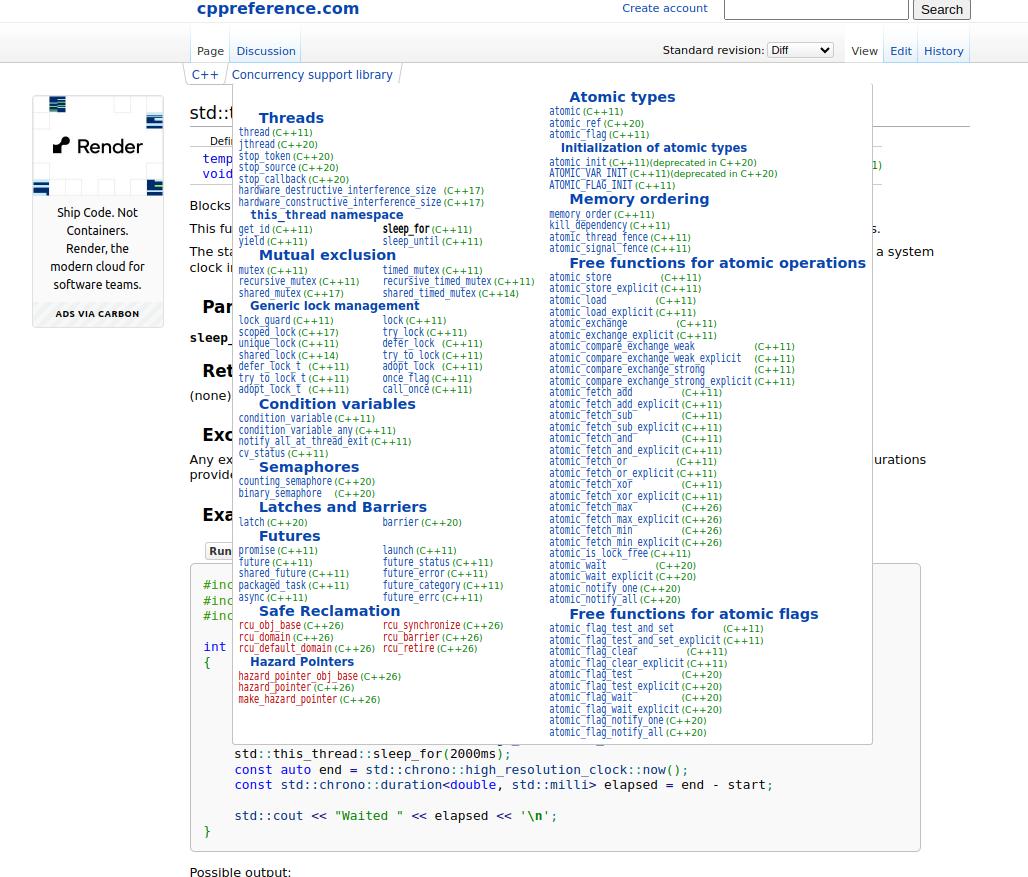 cppreference.com
Create account
Search
Page Discussion
Standard revision: Diff
View Edit History
C++ Concurrency support library
Render
Ship Code. Not Containers.
Render, the modern cloud for software teams.
ADS VIA CARBON
Threads
thread (C++11)
jthread (C++20)
stop_token (C++20)
stop_source (C++20)
stop_callback (C++20)
hardware_destructive_interference_size (C++17)
hardware_constructive_interference_size (C++17)
this_thread namespace
get_id (C++11) sleep_for (C++11)
yield (C++11) sleep_until (C++11)
Mutual exclusion
mutex (C++11) timed_mutex (C++11)
recursive_mutex (C++11) recursive_timed_mutex (C++11)
shared_mutex (C++17) shared_timed_mutex (C++14)
Generic lock management
lock_guard (C++11) lock (C++11)
scoped_lock (C++17) try_lock (C++11)
unique_lock (C++11) defer_lock (C++11)
shared_lock (C++14) try_to_lock (C++11)
defer_lock_t (C++11) adopt_lock (C++11)
try_to_lock_t (C++11) once_flag (C++11)
adopt_lock_t (C++11) call_once (C++11)
Condition variables
condition_variable (C++11)
condition_variable_any (C++11)
notify_all_at_thread_exit (C++11)
cv_status (C++11)
Semaphores
counting_semaphore (C++20)
binary_semaphore (C++20)
Latches and Barriers
latch (C++20) barrier (C++20)
Futures
promise (C++11) launch (C++11)
future (C++11) future_status (C++11)
shared_future (C++11) future_error (C++11)
packaged_task (C++11) future_category (C++11)
async (C++11) future_errc (C++11)
Safe Reclamation
rcu_obj_base (C++26) rcu_synchronize (C++26)
rcu_domain (C++26) rcu_barrier (C++26)
rcu_default_domain (C++26) rcu_retire (C++26)
Hazard Pointers
hazard_pointer_obj_base (C++26)
hazard_pointer (C++26)
make_hazard_pointer (C++26)
Atomic types
atomic (C++11)
atomic_ref (C++20)
atomic_flag (C++11)
Initialization of atomic types
atomic_init (C++11)(deprecated in C++20)
ATOMIC_VAR_INIT (C++11)(deprecated in C++20)
ATOMIC_FLAG_INIT (C++11)
Memory ordering
memory_order (C++11)
kill_dependency (C++11)
atomic_thread_fence (C++11)
atomic_signal_fence (C++11)
Free functions for atomic operations
atomic_store (C++11)
atomic_store_explicit (C++11)
atomic_load (C++11)
atomic_load_explicit (C++11)
atomic_exchange (C++11)
atomic_exchange_explicit (C++11)
atomic_compare_exchange_weak (C++11)
atomic_compare_exchange_weak_explicit (C++11)
atomic_compare_exchange_strong (C++11)
atomic_compare_exchange_strong_explicit (C++11)
atomic_fetch_add (C++11)
atomic_fetch_add_explicit (C++11)
atomic_fetch_sub (C++11)
atomic_fetch_sub_explicit (C++11)
atomic_fetch_and (C++11)
atomic_fetch_and_explicit (C++11)
atomic_fetch_or (C++11)
atomic_fetch_or_explicit (C++11)
atomic_fetch_xor (C++11)
atomic_fetch_xor_explicit (C++11)
atomic_fetch_max (C++26)
atomic_fetch_max_explicit (C++26)
atomic_fetch_min (C++26)
atomic_fetch_min_explicit (C++26)
atomic_is_lock_free (C++11)
atomic_wait (C++20)
atomic_wait_explicit (C++20)
atomic_notify_one (C++20)
atomic_notify_all (C++20)
Free functions for atomic flags
atomic_flag_test_and_set (C++11)
atomic_flag_test_and_set_explicit (C++11)
atomic_flag_clear (C++11)
atomic_flag_clear_explicit (C++11)
atomic_flag_test (C++20)
atomic_flag_test_explicit (C++20)
atomic_flag_wait (C++20)
atomic_flag_wait_explicit (C++20)
atomic_flag_notify_one (C++20)
atomic_flag_notify_all (C++20)
std::t
Defi
temp
void
Blocks
This fu s.
The sta a system
clock i
Par
sleep_
Ret
(none)
Exc
Any ex urations
provide
Exa
Run
#inc
#inc
#inc
int
{
std::this_thread::sleep_for(2000ms);
const auto end = std::chrono::high_resolution_clock::now();
const std::chrono::duration<double, std::milli> elapsed = end - start;
std::cout << "Waited " << elapsed << '\n';
}
Possible output: